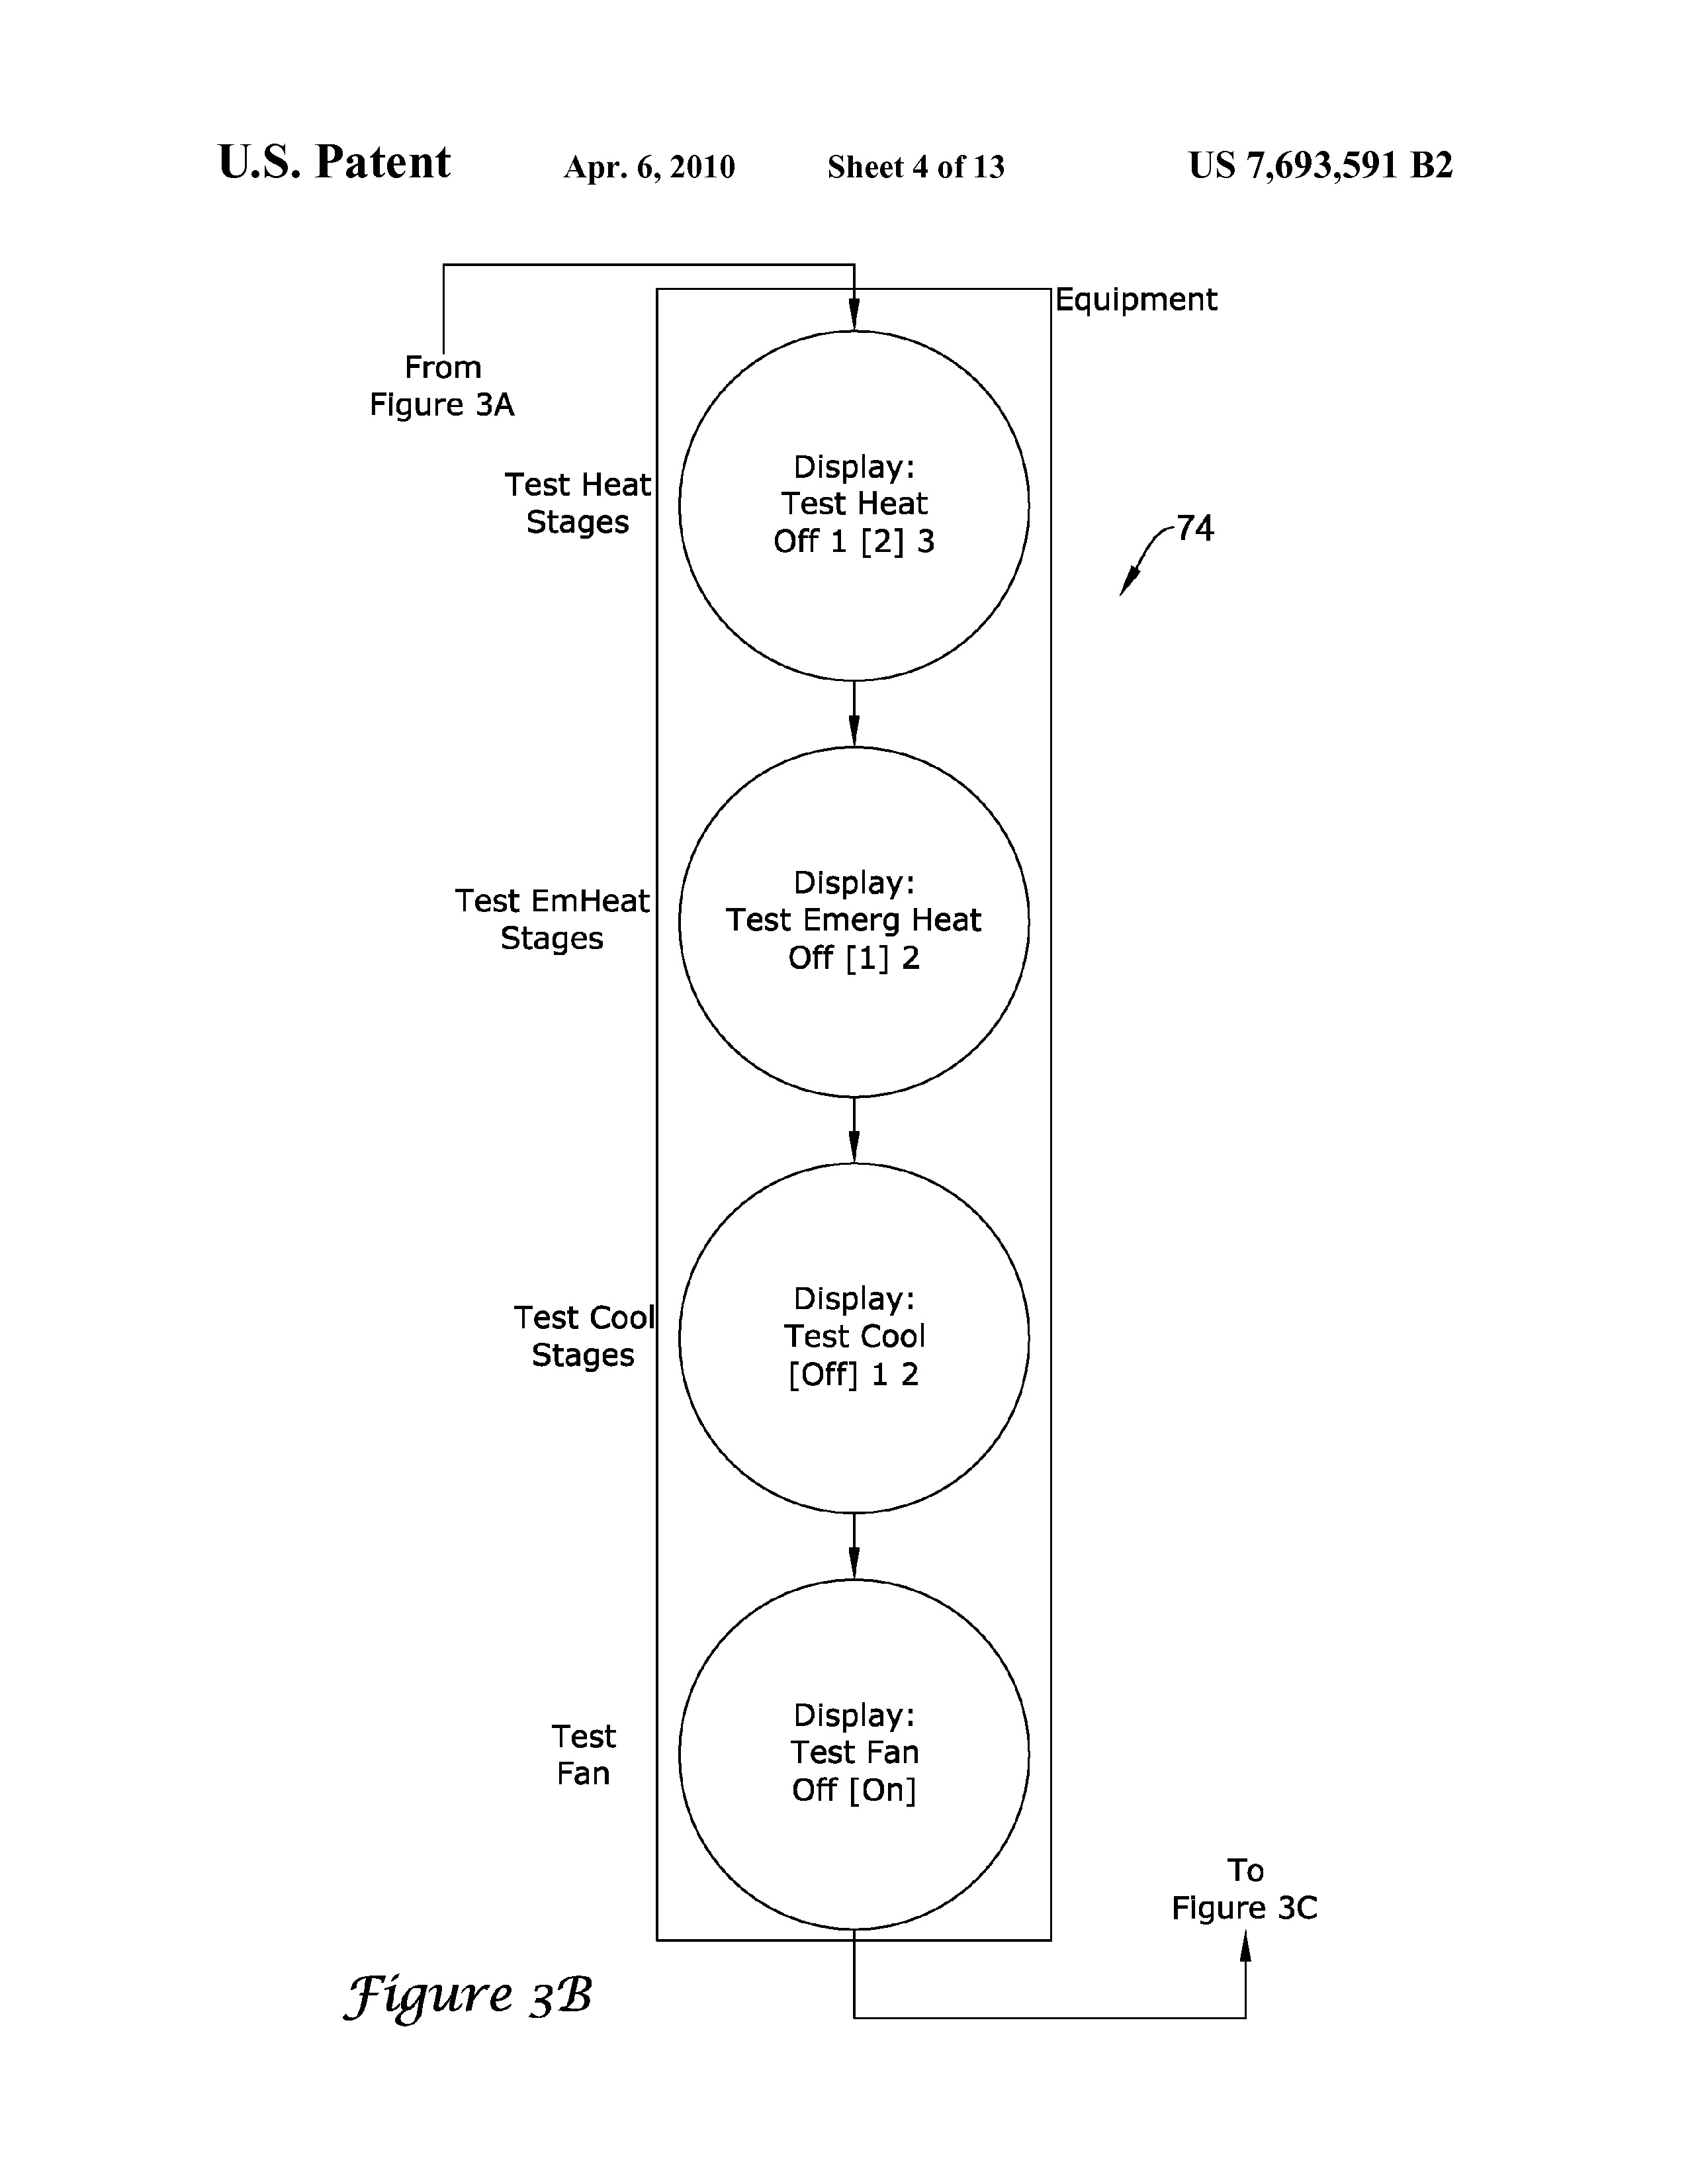 U.S. Patent Apr. 6, 2010 Sheet 4 of 13 US 7,693,591 B2
Equipment
From
Figure 3A
Test Heat
Stages
Display:
Test Heat
Off 1 [2] 3
74
Test EmHeat
Stages
Display:
Test Emerg Heat
Off [1] 2
Test Cool
Stages
Display:
Test Cool
[Off] 1 2
Test
Fan
Display:
Test Fan
Off [On]
To
Figure 3C
Figure 3B